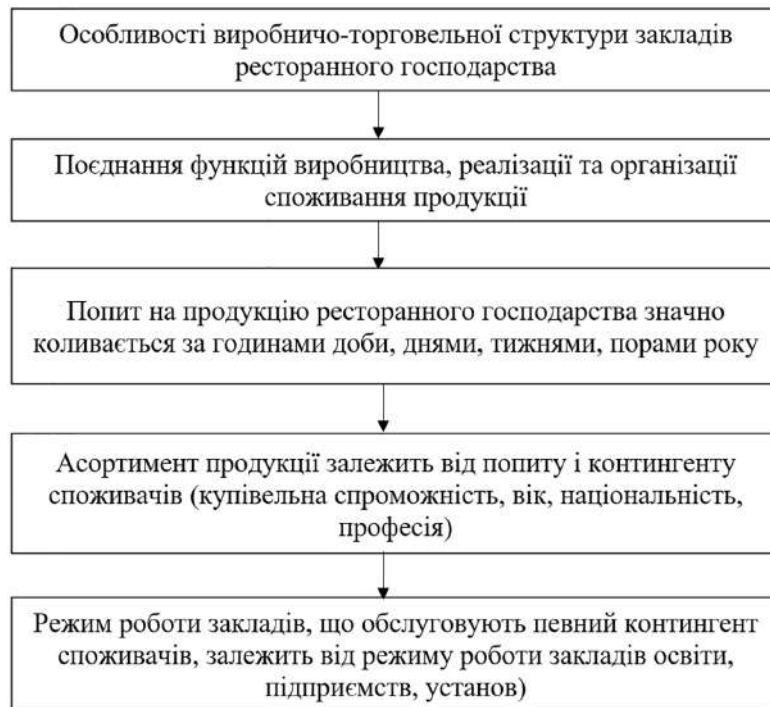 Особливості виробничо-торговельної структури закладів
ресторанного господарства
Поєднання функцій виробництва, реалізації та організації
споживання продукції
Попит на продукцію ресторанного господарства значно
коливається за годинами доби, днями, тижнями, порами року
Асортимент продукції залежить від попиту і контингенту
споживачів (купівельна спроможність, вік, національність,
професія)
Режим роботи закладів, що обслуговують певний контингент
споживачів, залежить від режиму роботи закладів освіти,
підприємств, установ)